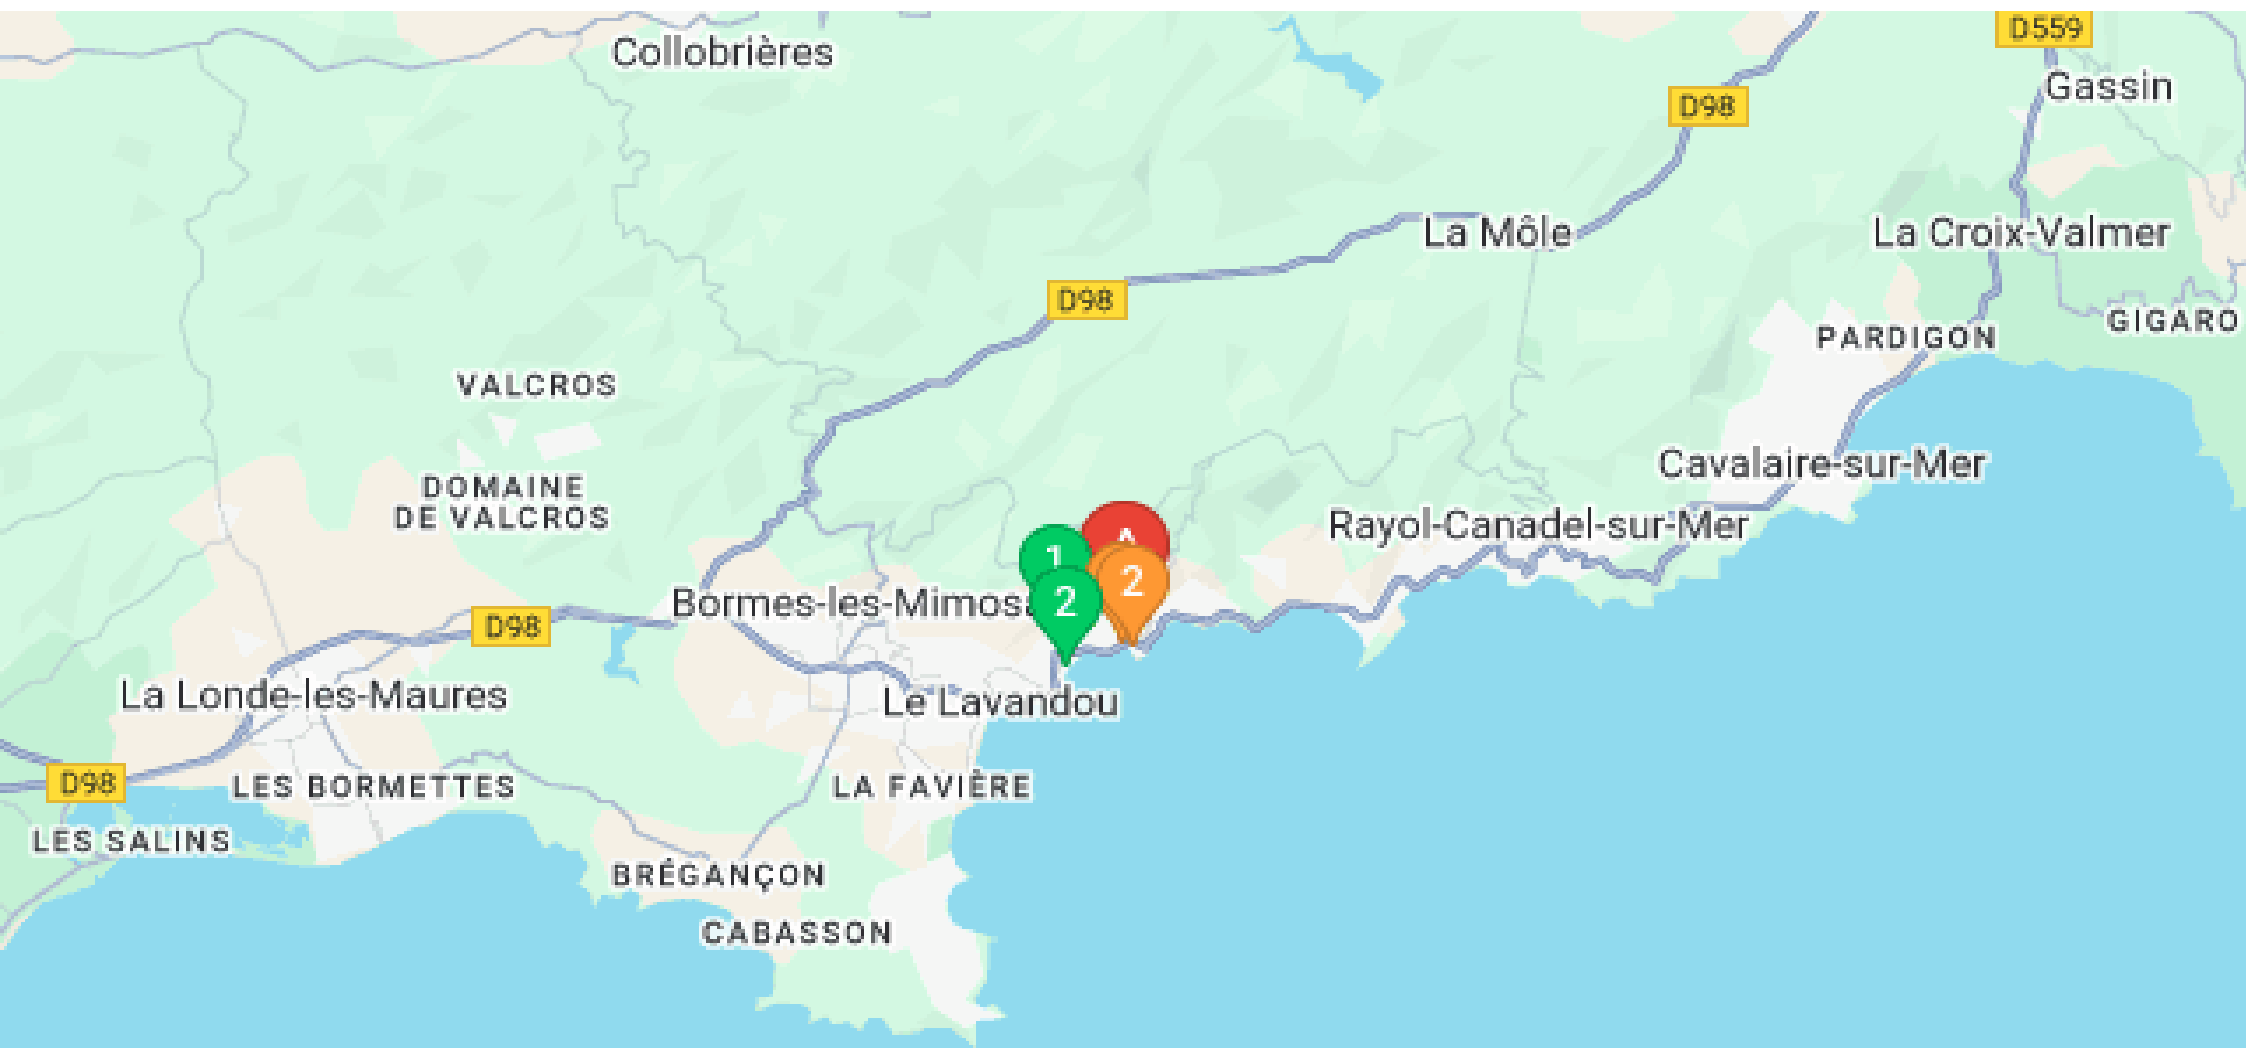 D559
Collobrières
Gassin
D98
La Môle
La Croix-Valmer
D98
GIGARO
PARDIGON
VALCROS
Cavalaire-sur-Mer
DOMAINE
DE VALCROS
Rayol-Canadel-sur-Mer
1
2
2
Bormes-les-Mimosa
D98
La Londe-les-Maures
Le Lavandou
D98
LES BORMETTES
LA FAVIÈRE
LES SALINS
BRÉGANÇON
CABASSON